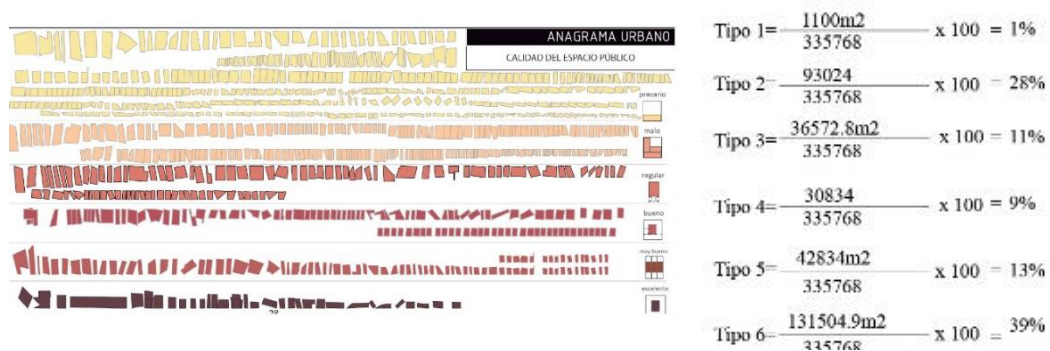 ANAGRAMA URBANO
CALIDAD DEL ESPACIO PÚBLICO
precario
malo
regular
bueno
muy bueno
excelente
Tipo 1= 1100m2 x 100 = 1%
335768
Tipo 2= 93024 x 100 = 28%
335768
Tipo 3= 36572.8m2 x 100 = 11%
335768
Tipo 4= 30834 x 100 = 9%
335768
Tipo 5= 42834m2 x 100 = 13%
335768
Tipo 6= 131504.9m2 x 100 = 39%
335768